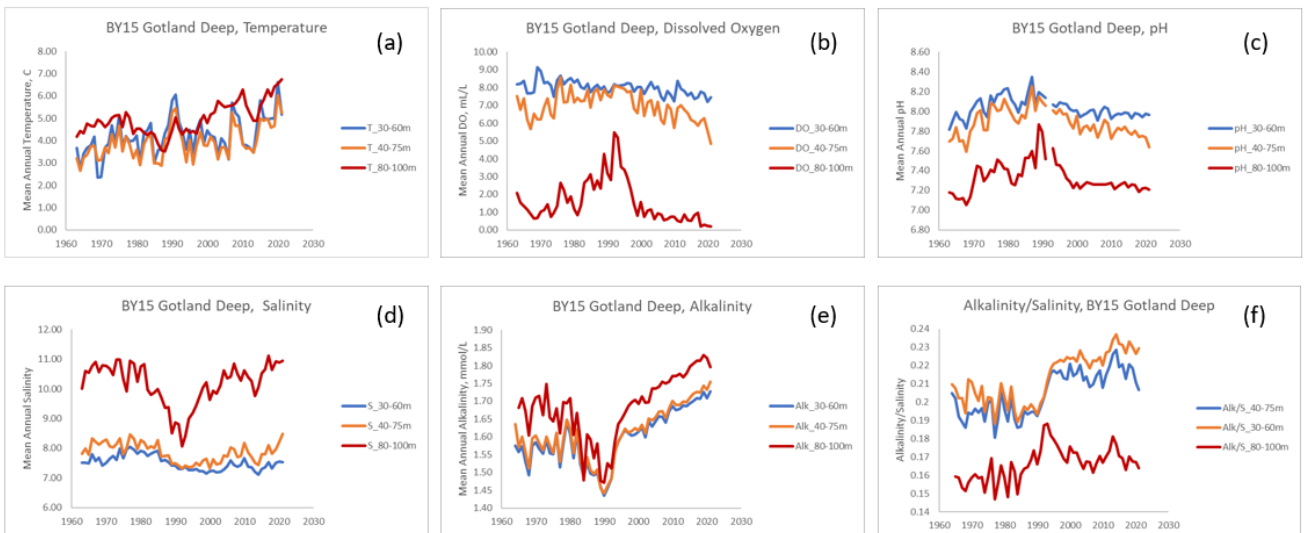 BY15 Gotland Deep, Temperature
(a)
Mean Annual Temperature, C
8.00
7.00
6.00
5.00
4.00
3.00
2.00
1.00
0.00
1960 1970 1980 1990 2000 2010 2020 2030
T_30-60m
T_40-75m
T_80-100m
BY15 Gotland Deep, Dissolved Oxygen
(b)
Mean Annual DO, mL/L
10.00
9.00
8.00
7.00
6.00
5.00
4.00
3.00
2.00
1.00
0.00
1960 1970 1980 1990 2000 2010 2020 2030
DO_30-60m
DO_40-75m
DO_80-100m
BY15 Gotland Deep, pH
(c)
Mean Annual pH
8.60
8.40
8.20
8.00
7.80
7.60
7.40
7.20
7.00
6.80
1960 1970 1980 1990 2000 2010 2020 2030
pH_30-60m
pH_40-75m
pH_80-100m
BY15 Gotland Deep, Salinity
(d)
Mean Annual Salinity
12.00
11.00
10.00
9.00
8.00
7.00
6.00
1960 1970 1980 1990 2000 2010 2020 2030
S_30-60m
S_40-75m
S_80-100m
BY15 Gotland Deep, Alkalinity
(e)
Mean Annual Alkalinity, mmol/L
1.90
1.80
1.75
1.70
1.65
1.60
1.55
1.50
1.45
1.40
1960 1970 1980 1990 2000 2010 2020 2030
Alk_30-60m
Alk_40-75m
Alk_80-100m
Alkalinity/Salinity, BY15 Gotland Deep
(f)
Alkalinity/Salinity
0.24
0.23
0.22
0.21
0.2
0.19
0.18
0.17
0.16
0.15
0.14
1960 1970 1980 1990 2000 2010 2020 2030
Alk/S_40-75m
Alk/S_30-60m
Alk/S_80-100m